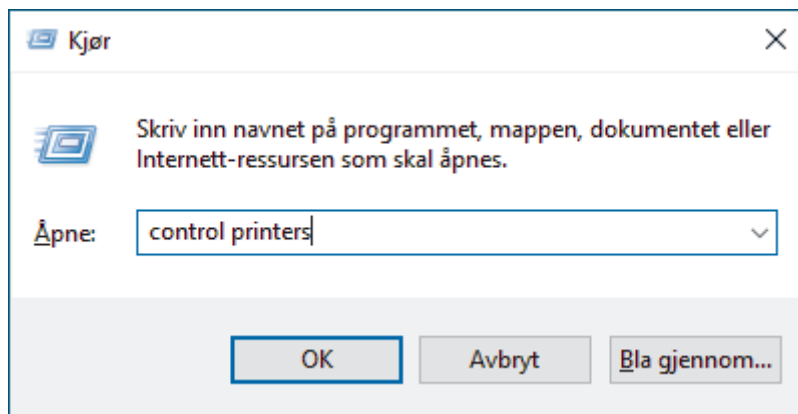 Kjør
Skriv inn navnet på programmet, mappen, dokumentet eller
Internett-ressursen som skal åpnes.
Åpne: control printers
OK Avbryt Bla gjennom...